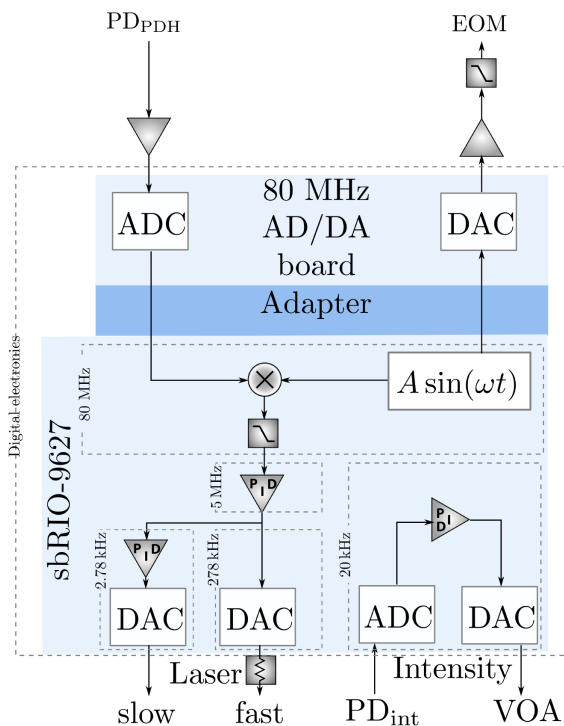 PD_PDH
EOM
80 MHz
AD/DA
board
ADC
DAC
Adapter
Digital electronics
80 MHz
A sin(ωt)
sbRIO-9627
5 MHz
P I D
2.78 kHz
P I D
278 kHz
20 kHz
P I D
DAC
DAC
ADC
DAC
Laser
Intensity
slow
fast
PD_int
VOA